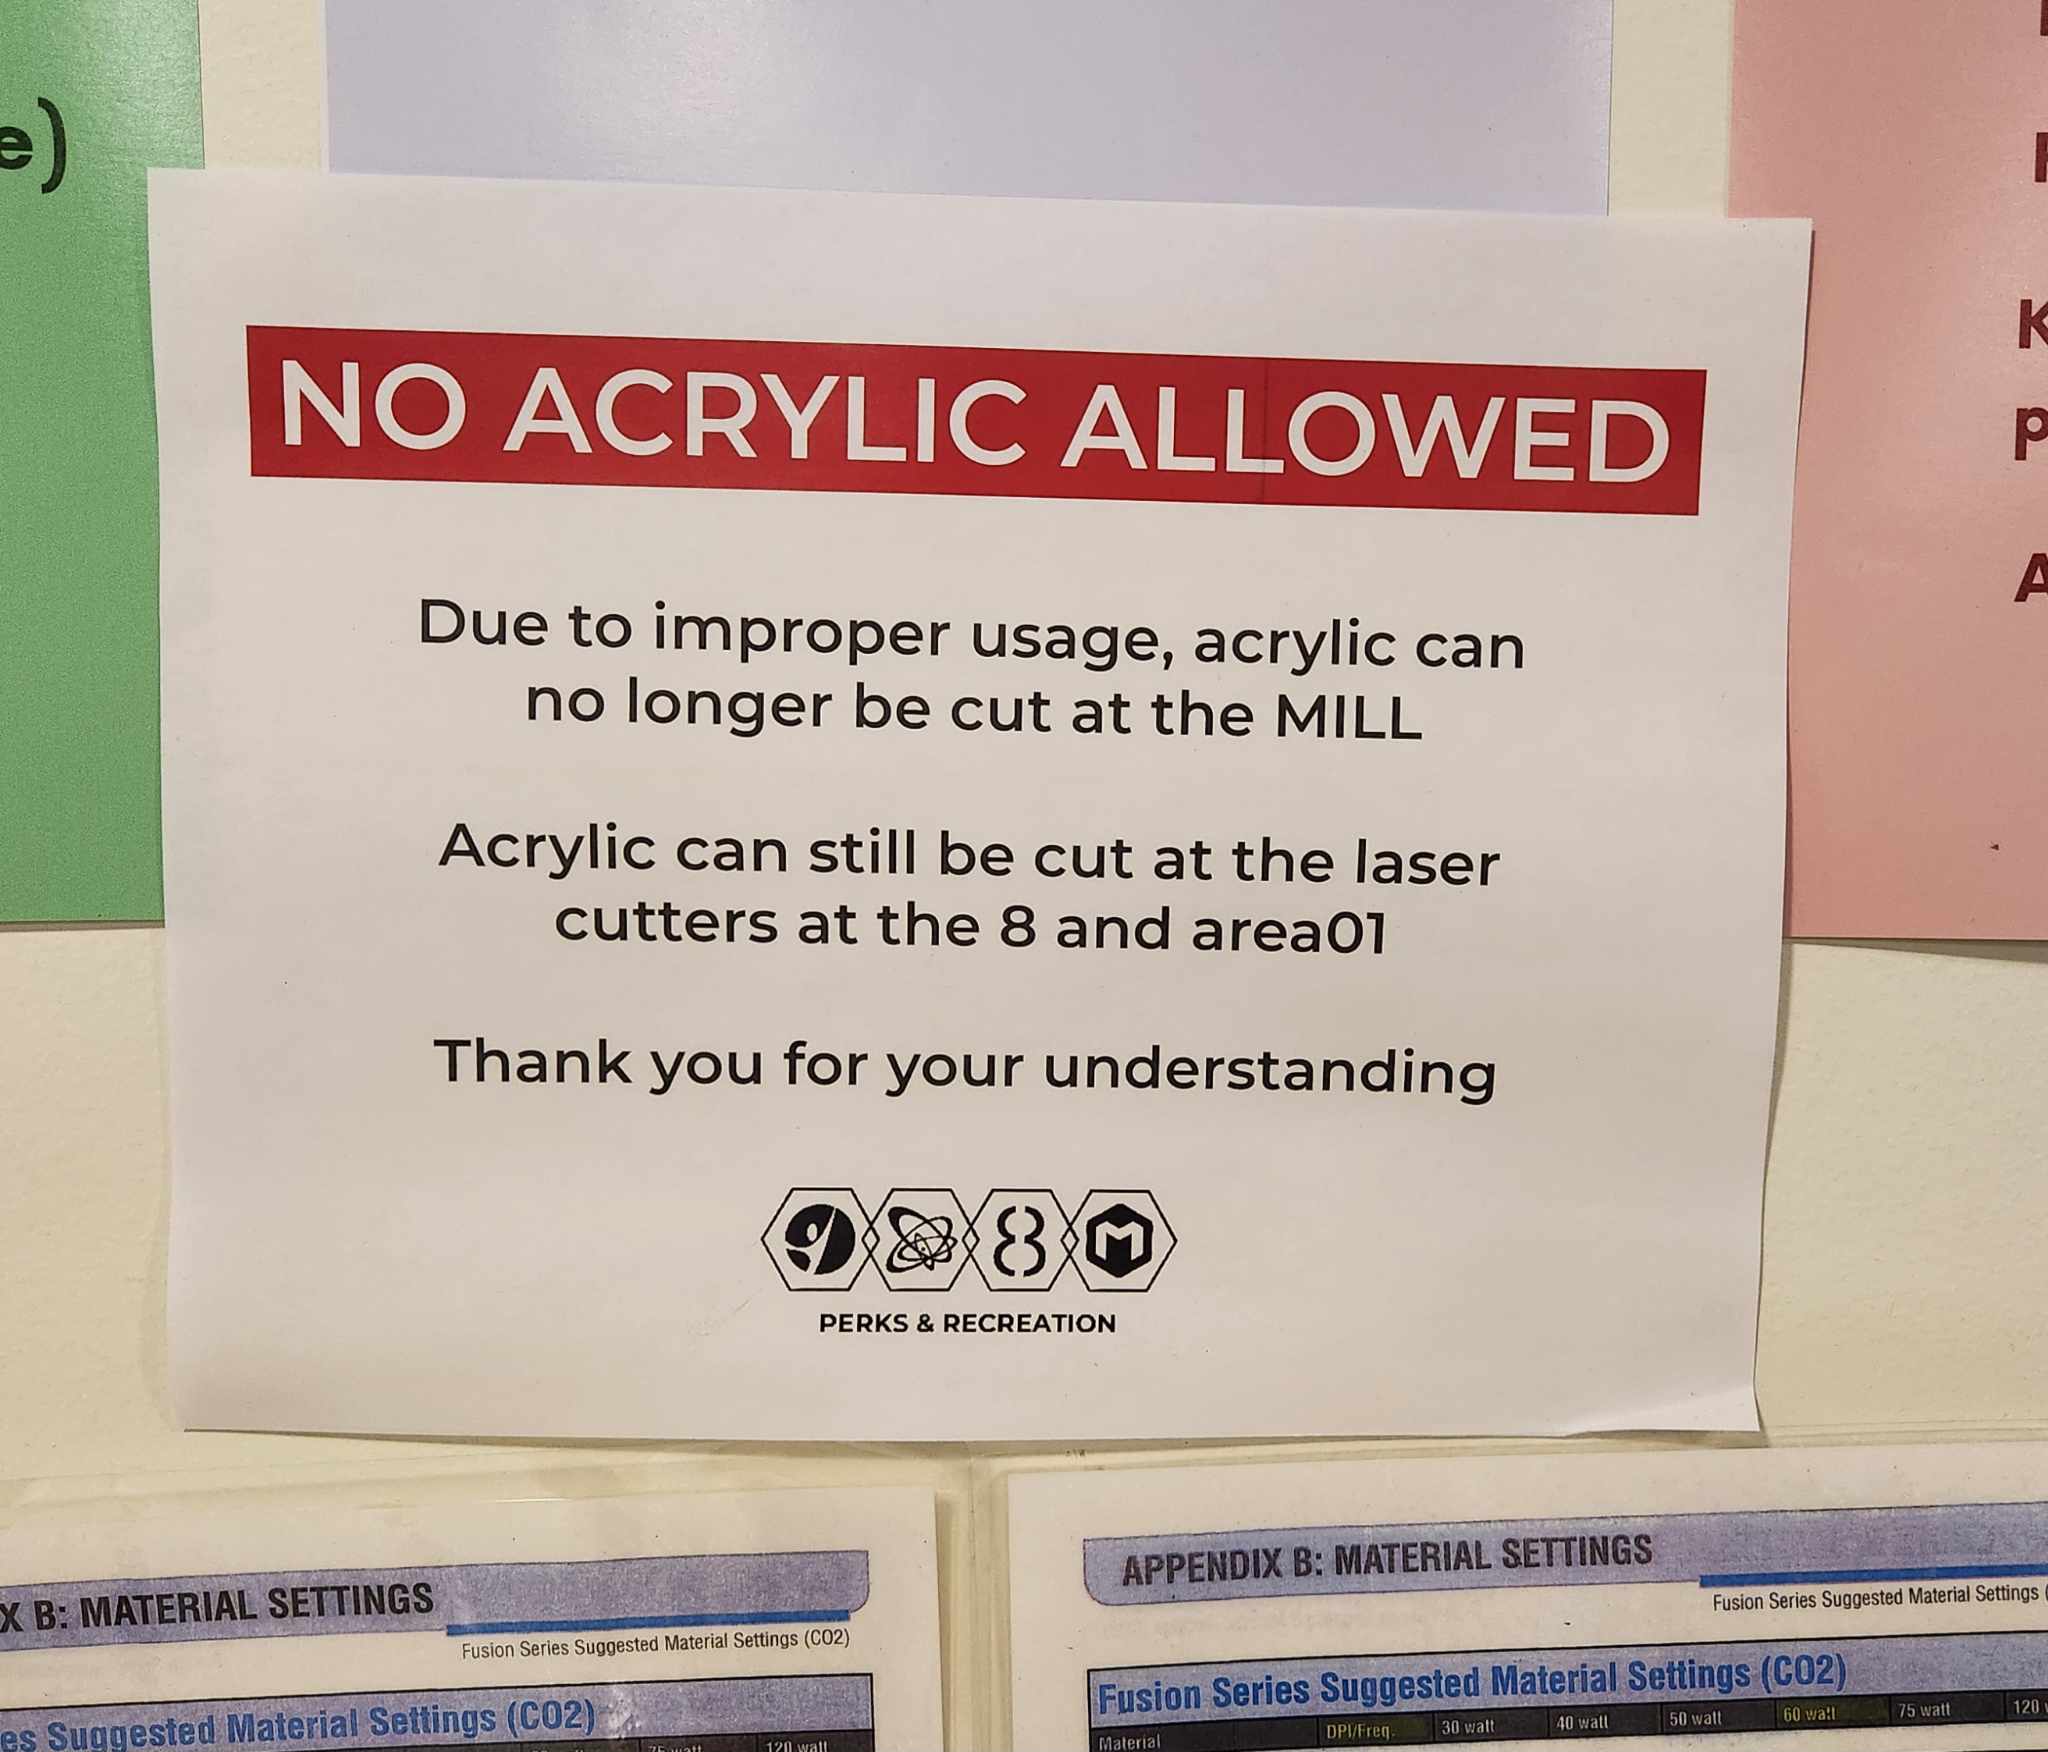 e)
K
p
A
NO ACRYLIC ALLOWED
Due to improper usage, acrylic can
no longer be cut at the MILL
Acrylic can still be cut at the laser
cutters at the 8 and area01
Thank you for your understanding
8 M
PERKS & RECREATION
X B: MATERIAL SETTINGS
Fusion Series Suggested Material Settings (CO2)
es Suggested Material Settings (CO2)
75 watt 120 watt
APPENDIX B: MATERIAL SETTINGS
Fusion Series Suggested Material Settings (
Fusion Series Suggested Material Settings (CO2)
Material DPI/Freq. 30 watt 40 watt 50 watt 60 watt 75 watt 120 w